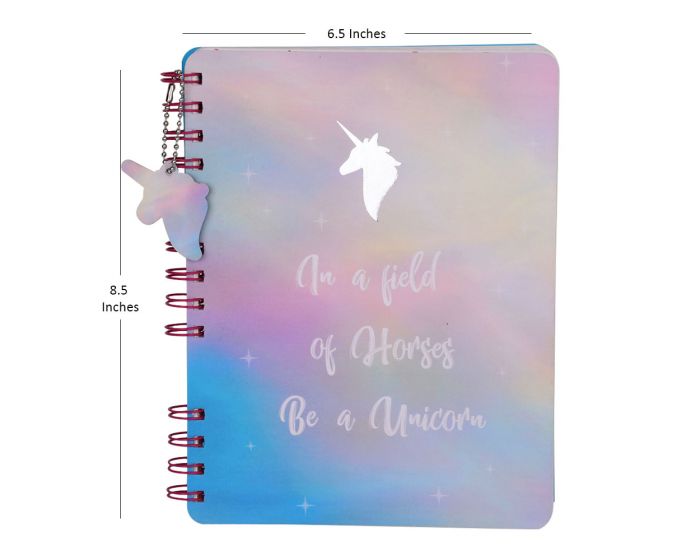 6.5 Inches
8.5
Inches
In a field
of Horses
Be a Unicorn